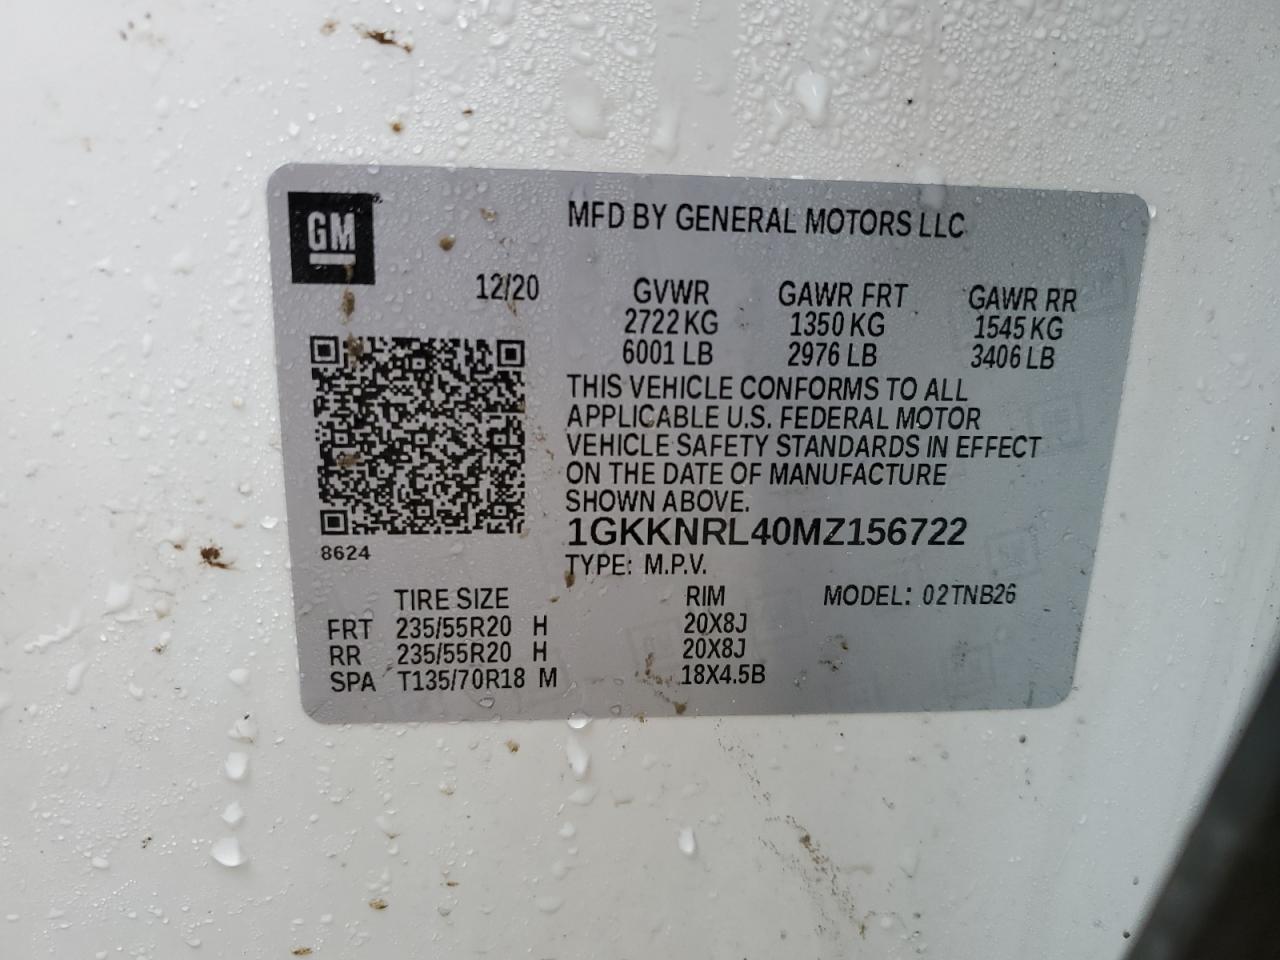 GM
MFD BY GENERAL MOTORS LLC
12/20 GVWR GAWR FRT GAWR RR
2722 KG 1350 KG 1545 KG
6001 LB 2976 LB 3406 LB
THIS VEHICLE CONFORMS TO ALL
APPLICABLE U.S. FEDERAL MOTOR
VEHICLE SAFETY STANDARDS IN EFFECT
ON THE DATE OF MANUFACTURE
SHOWN ABOVE.
1GKKNRL40MZ156722
8624
TYPE: M.P.V.
TIRE SIZE RIM MODEL: 02TNB26
FRT 235/55R20 H 20X8J
RR 235/55R20 H 20X8J
SPA T135/70R18 M 18X4.5B